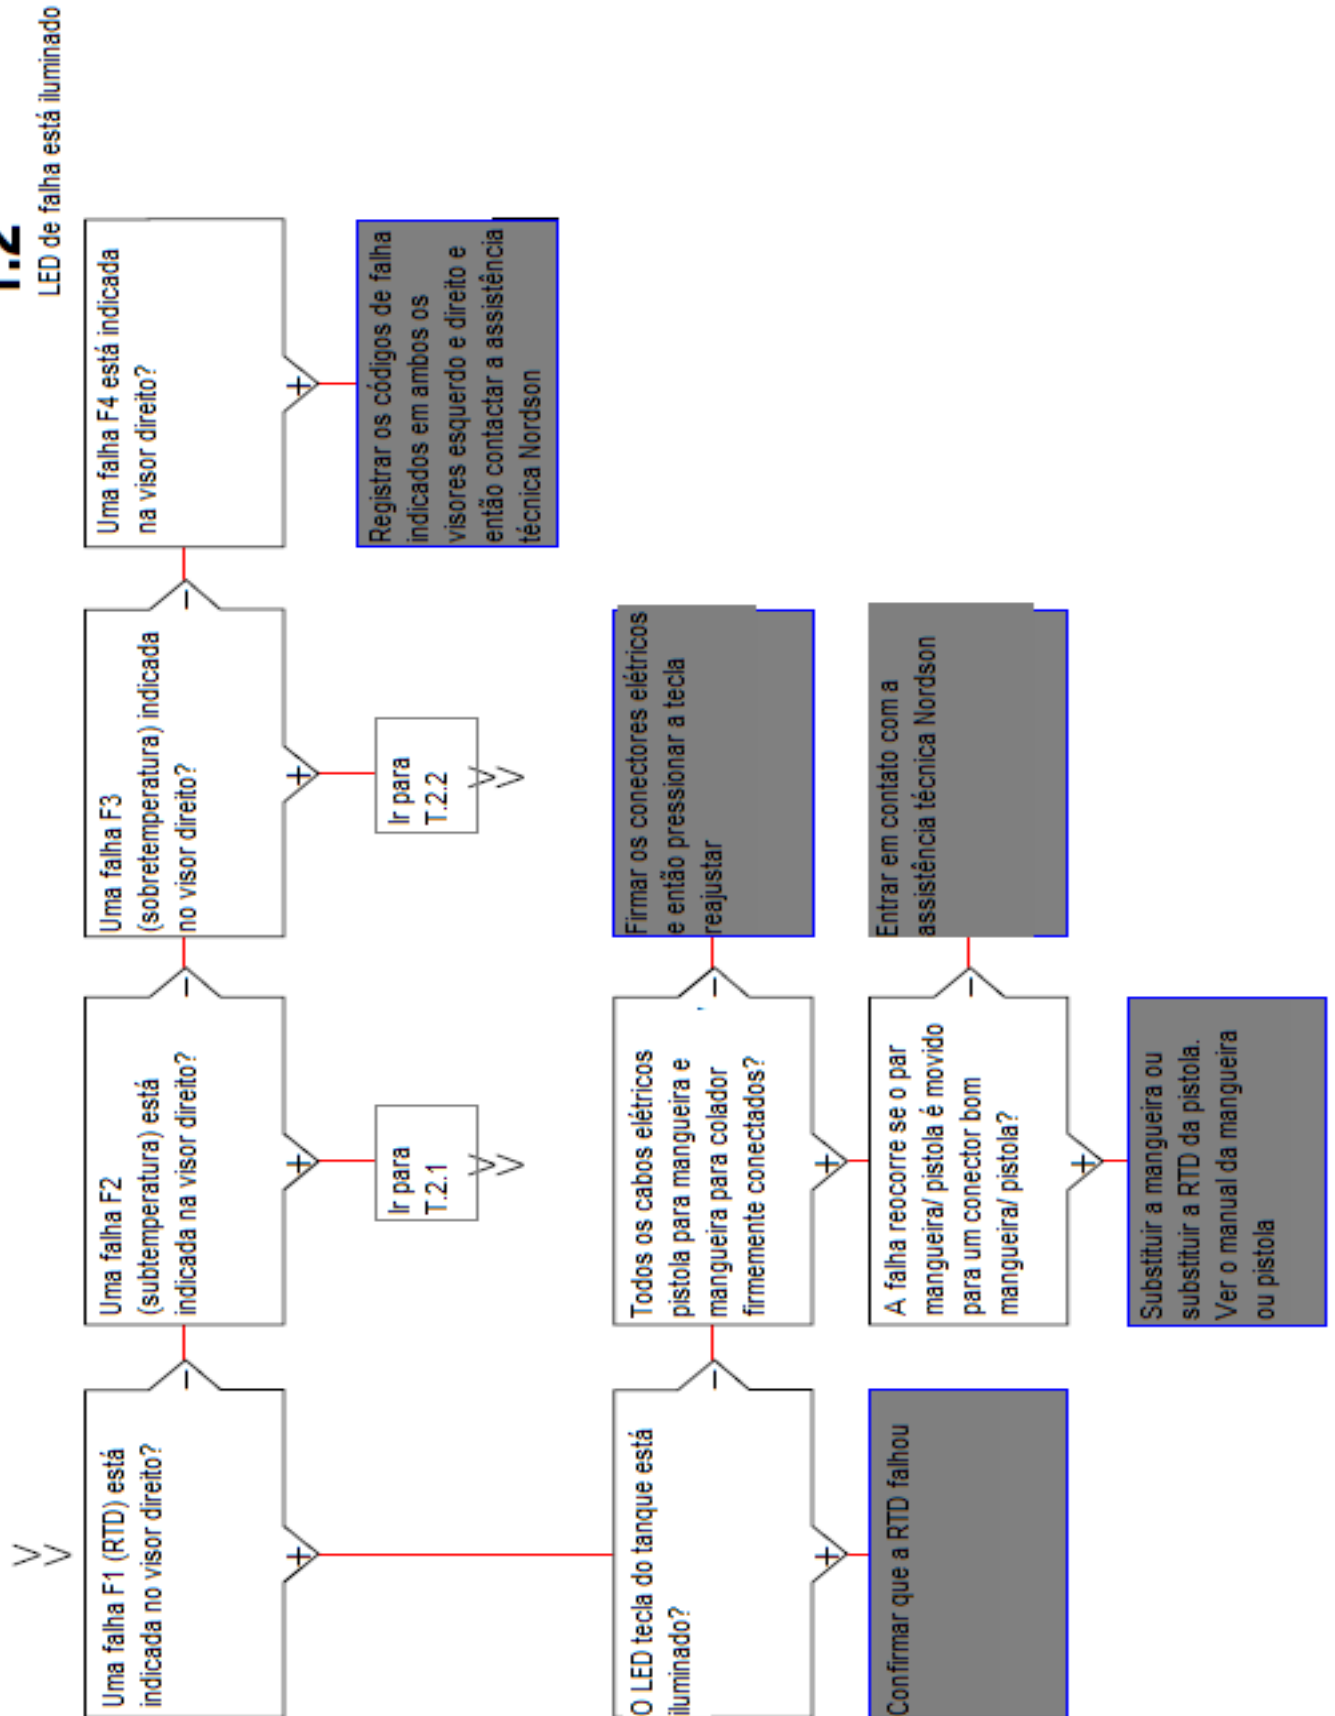 T.2
LED de falha está iluminado
Uma falha F1 (RTD) está
indicada no visor direito?
−
+
Uma falha F2
(subtemperatura) está
indicada na visor direito?
−
+
Ir para
T.2.1
Uma falha F3
(sobretemperatura) indicada
no visor direito?
−
+
Ir para
T.2.2
Uma falha F4 está indicada
na visor direito?
+
Registrar os códigos de falha
indicados em ambos os
visores esquerdo e direito e
então contactar a assistência
técnica Nordson
O LED tecla do tanque está
iluminado?
−
+
Todos os cabos elétricos
pistola para mangueira e
mangueira para colador
firmemente conectados?
−
+
Firmar os conectores elétricos
e então pressionar a tecla
reajustar
Confirmar que a RTD falhou
A falha reocorre se o par
mangueira/ pistola é movido
para um conector bom
mangueira/ pistola?
−
+
Entrar em contato com a
assistência técnica Nordson
Substituir a mangueira ou
substituir a RTD da pistola.
Ver o manual da mangueira
ou pistola